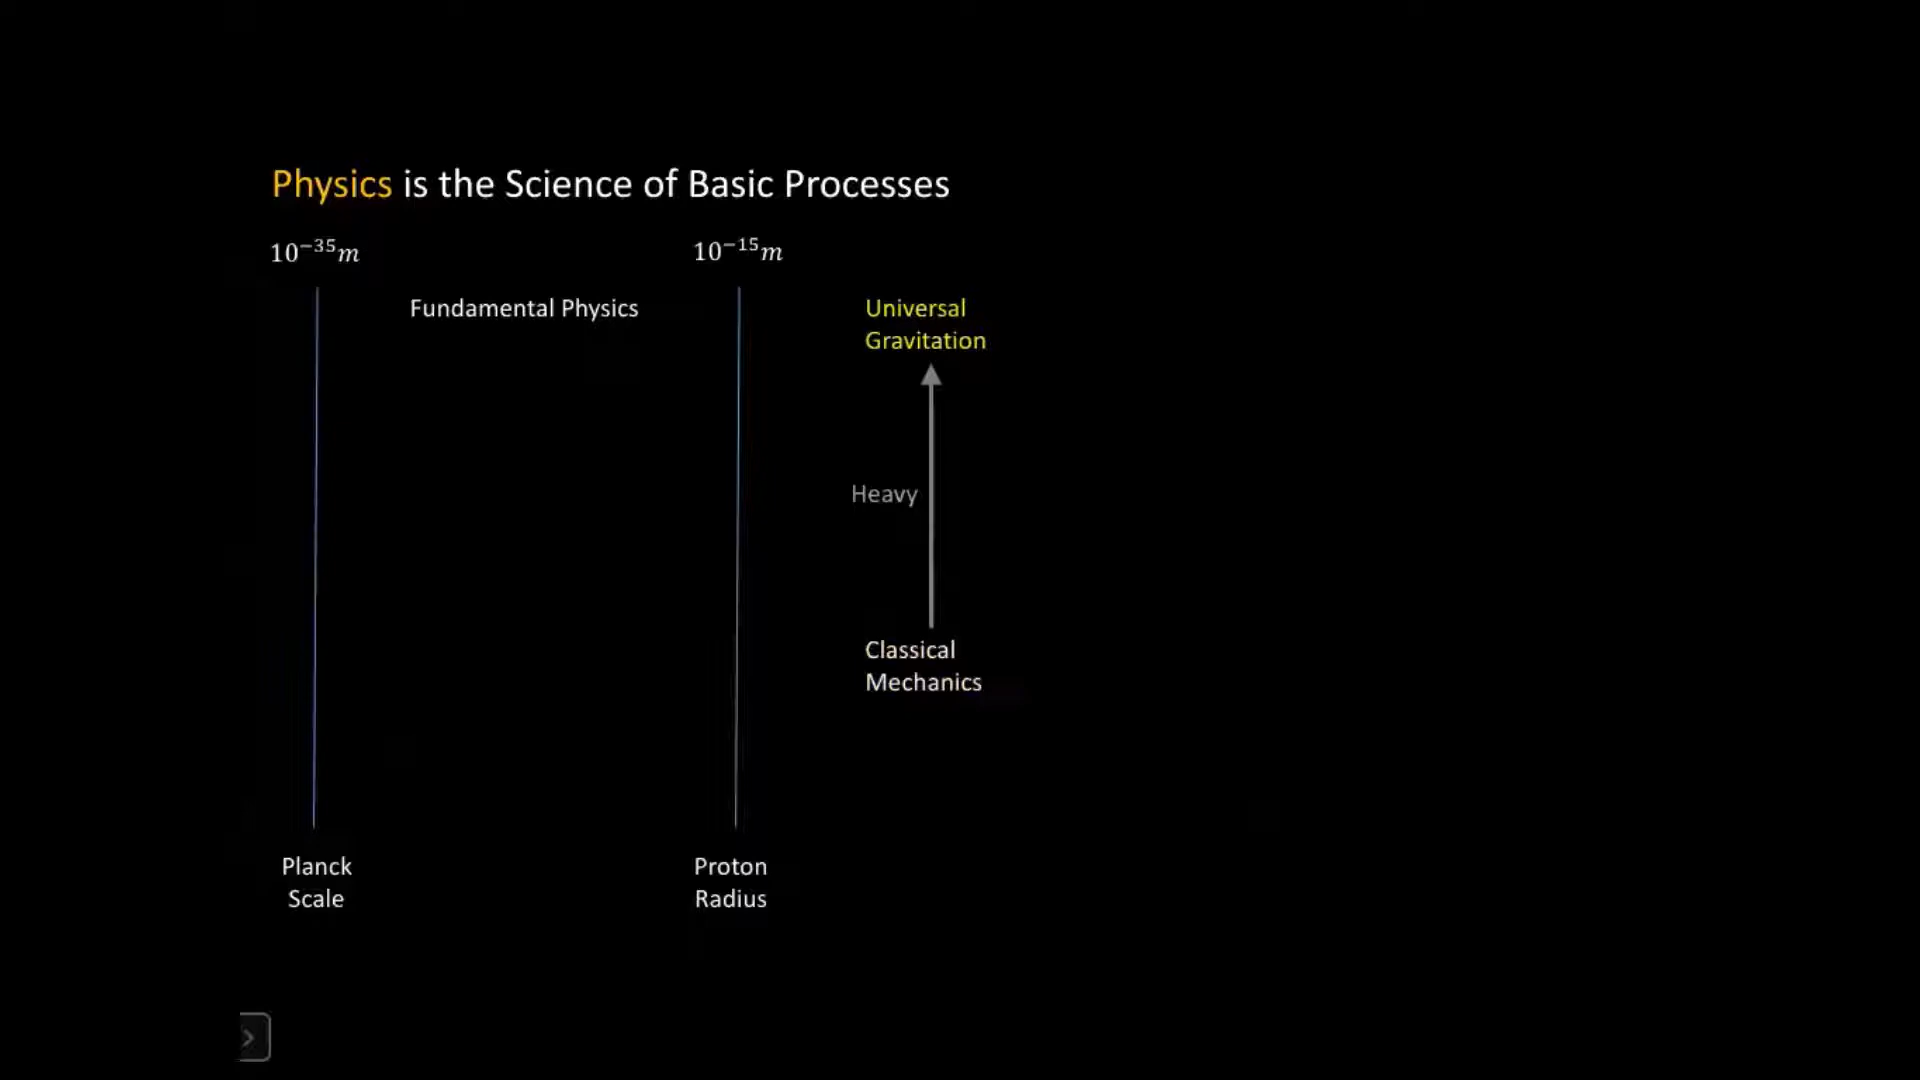 Physics is the Science of Basic Processes
10⁻³⁵m
10⁻¹⁵m
Fundamental Physics
Universal
Gravitation
Heavy
Classical
Mechanics
Planck
Scale
Proton
Radius